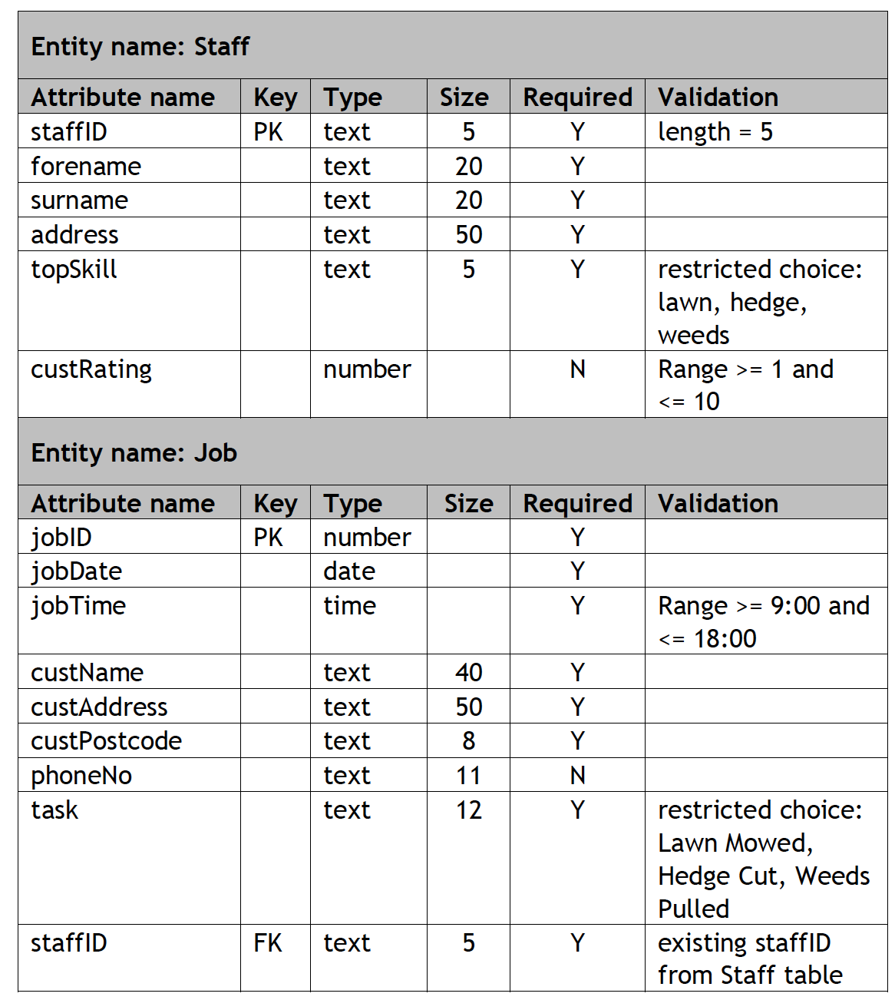 Entity name: Staff
Attribute name Key Type Size Required Validation
staffID PK text 5 Y length = 5
forename text 20 Y
surname text 20 Y
address text 50 Y
topSkill text 5 Y restricted choice:
lawn, hedge,
weeds
custRating number N Range >= 1 and
<= 10
Entity name: Job
Attribute name Key Type Size Required Validation
jobID PK number Y
jobDate date Y
jobTime time Y Range >= 9:00 and
<= 18:00
custName text 40 Y
custAddress text 50 Y
custPostcode text 8 Y
phoneNo text 11 N
task text 12 Y restricted choice:
Lawn Mowed,
Hedge Cut, Weeds
Pulled
staffID FK text 5 Y existing staffID
from Staff table